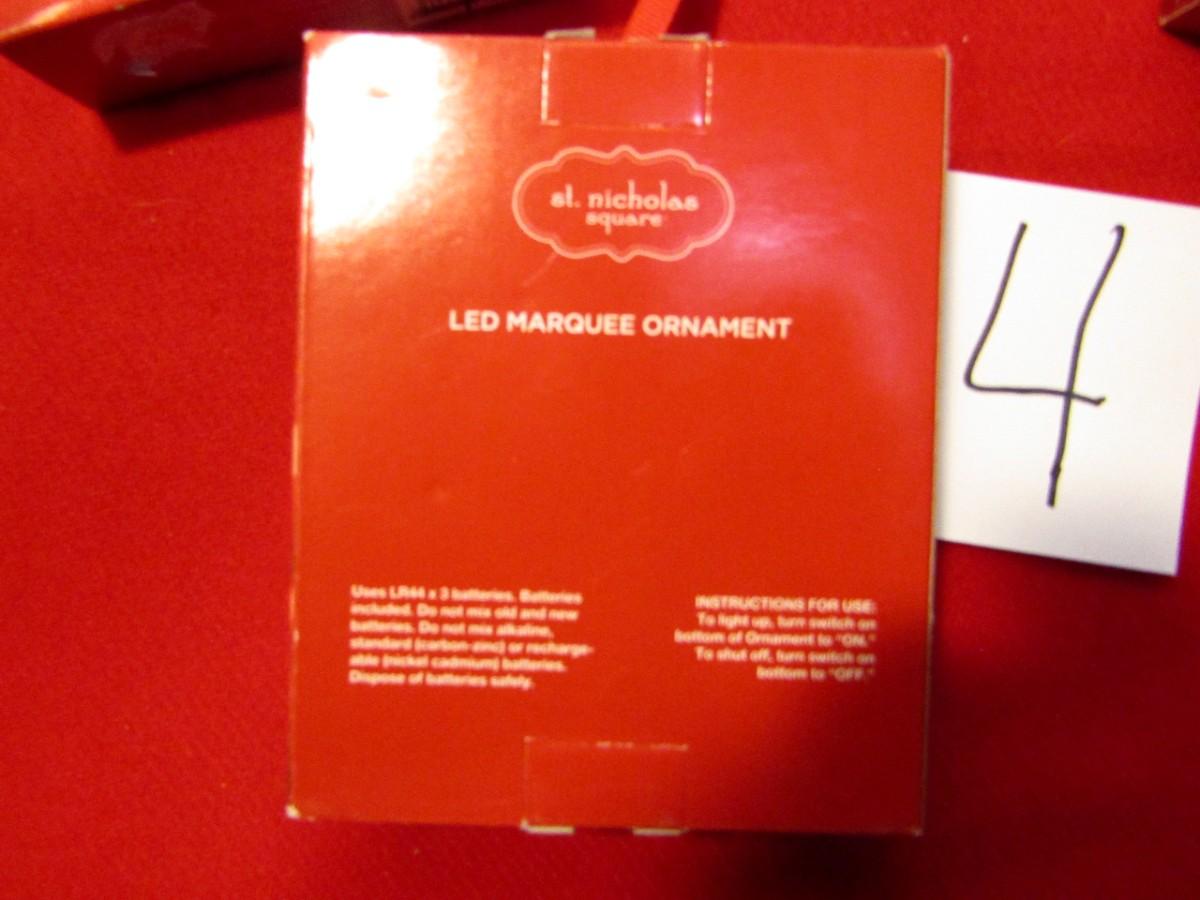 st. nicholas
square
LED MARQUEE ORNAMENT
4
Uses LR44 x 3 batteries. Batteries
included. Do not mix old and new
batteries. Do not mix alkaline,
standard (carbon-zinc) or recharge-
able (nickel cadmium) batteries.
Dispose of batteries safely.
INSTRUCTIONS FOR USE:
To light up, turn switch on
bottom of Ornament to "ON."
To shut off, turn switch on
bottom to "OFF."